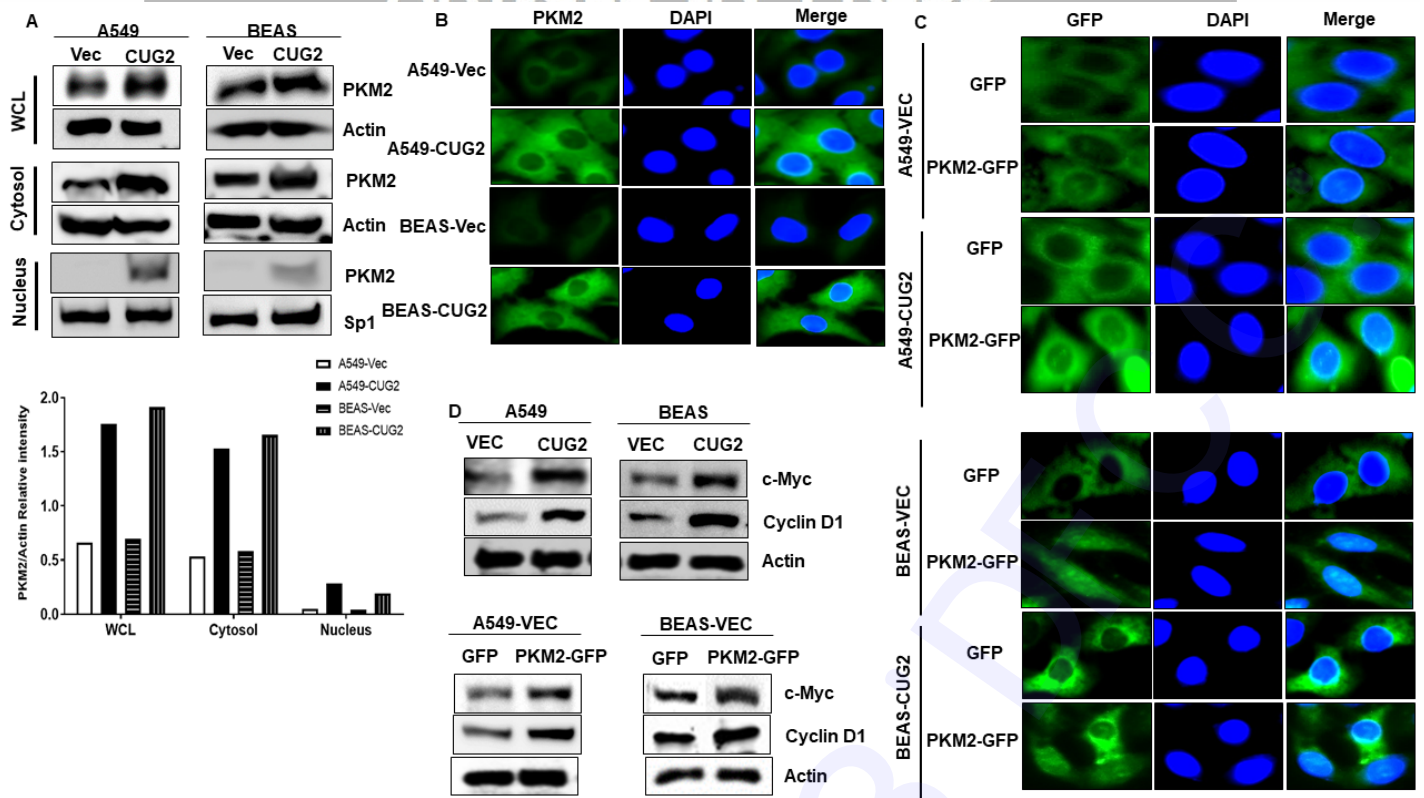 A
A549
BEAS
Vec CUG2
Vec CUG2
WCL
PKM2
Actin
Cytosol
PKM2
Actin
Nucleus
PKM2
Sp1
A549-Vec
A549-CUG2
BEAS-Vec
BEAS-CUG2
PKM2/Actin Relative intensity
2.0
1.5
1.0
0.5
0.0
WCL Cytosol Nucleus
B
PKM2 DAPI Merge
A549-Vec
A549-CUG2
BEAS-Vec
BEAS-CUG2
C
GFP DAPI Merge
A549-VEC
GFP
PKM2-GFP
A549-CUG2
GFP
PKM2-GFP
BEAS-VEC
GFP
PKM2-GFP
BEAS-CUG2
GFP
PKM2-GFP
D
A549
BEAS
VEC CUG2
VEC CUG2
c-Myc
Cyclin D1
Actin
A549-VEC
BEAS-VEC
GFP PKM2-GFP
GFP PKM2-GFP
c-Myc
Cyclin D1
Actin